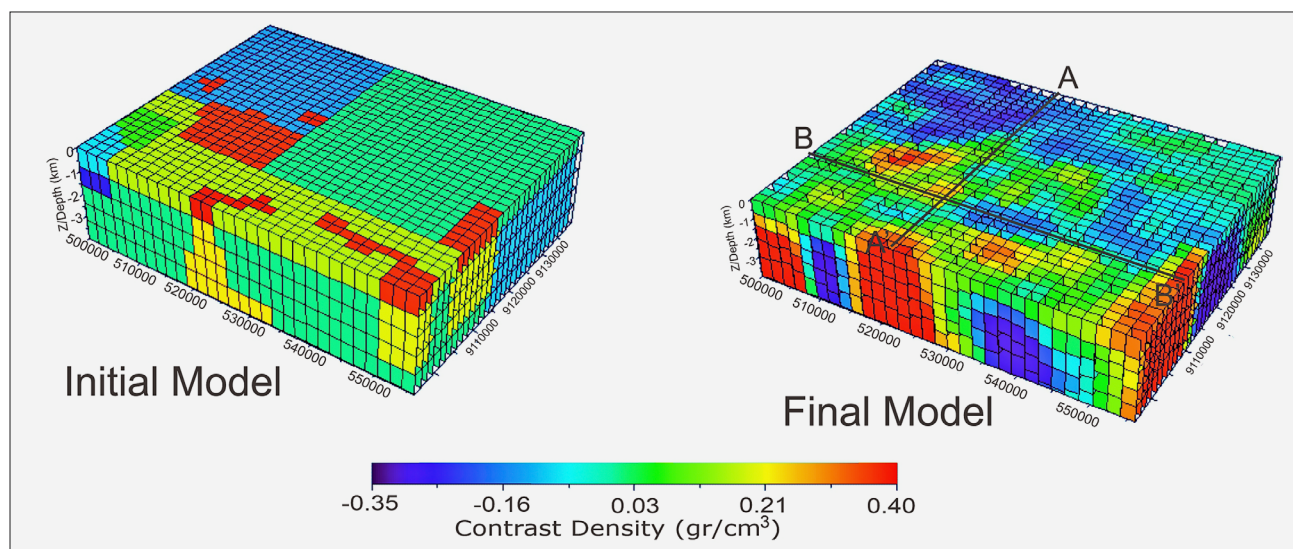 0
-1
-2
-3
Z/Depth (km)
500000
510000
520000
530000
540000
550000
9110000
9120000
9130000
Initial Model
A
B
0
-1
-2
-3
Z/Depth (km)
A'
B'
500000
510000
520000
530000
540000
550000
9110000
9120000
9130000
Final Model
-0.35 -0.16 0.03 0.21 0.40
Contrast Density (gr/cm³)